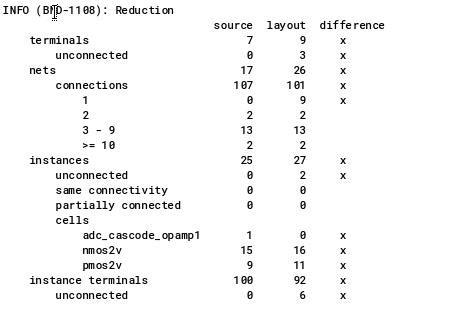 INFO (BND-1108): Reduction
source layout difference
terminals 7 9 x
unconnected 0 3 x
nets 17 26 x
connections 107 101 x
1 0 9 x
2 2 2
3 - 9 13 13
>= 10 2 2
instances 25 27 x
unconnected 0 2 x
same connectivity 0 0
partially connected 0 0
cells
adc_cascode_opamp1 1 0 x
nmos2v 15 16 x
pmos2v 9 11 x
instance terminals 100 92 x
unconnected 0 6 x